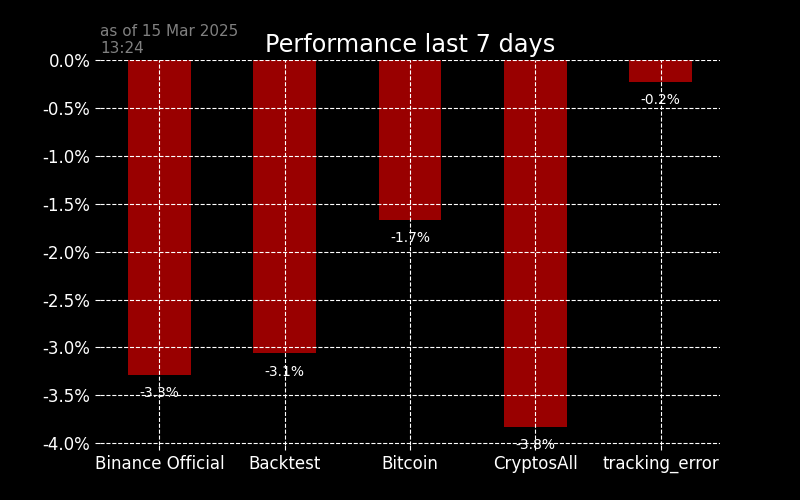 as of 15 Mar 2025
13:24
Performance last 7 days
0.0%
-0.5%
-1.0%
-1.5%
-2.0%
-2.5%
-3.0%
-3.5%
-4.0%
-3.3%
-3.1%
-1.7%
-3.8%
-0.2%
Binance Official
Backtest
Bitcoin
CryptosAll
tracking_error